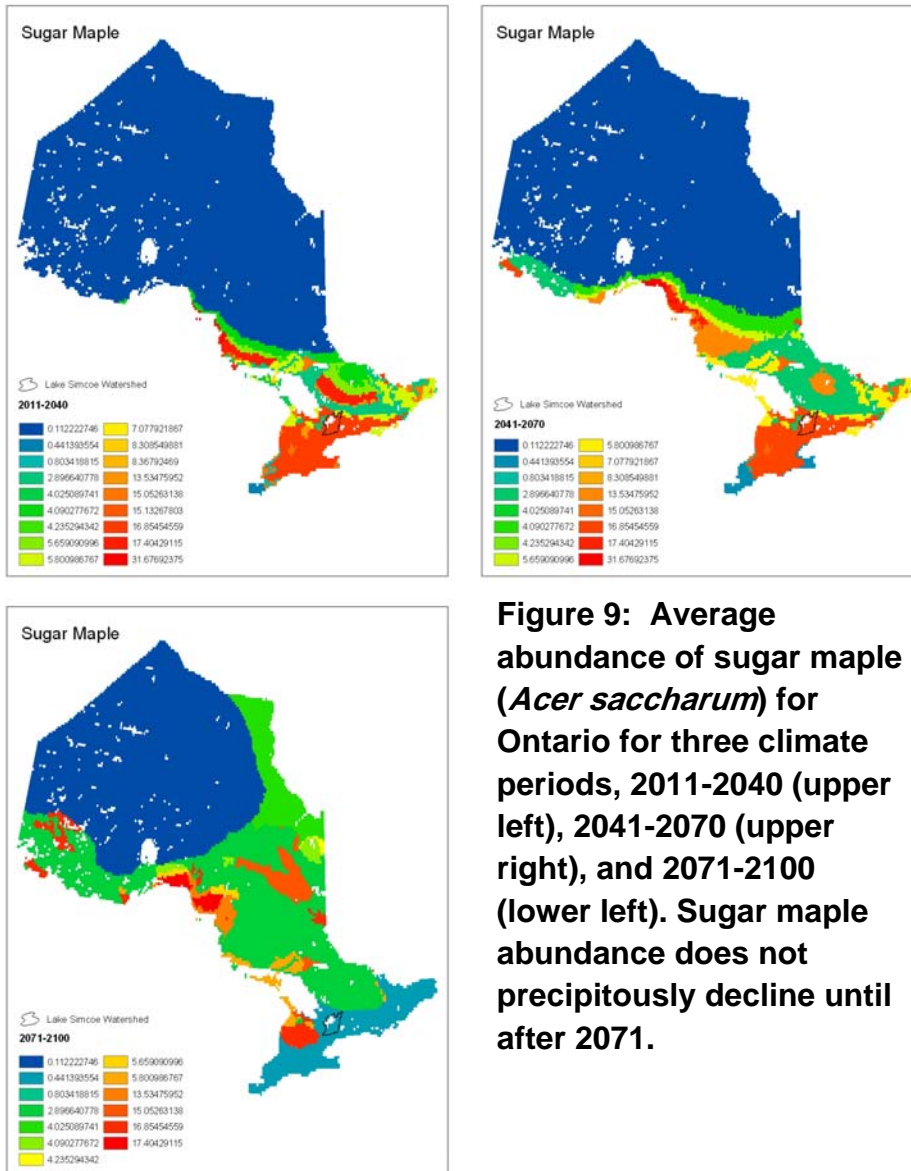 Sugar Maple
Lake Simcoe Watershed
2011-2040
0.112222746 7.077921867
0.441393554 8.308549881
0.803418815 8.36792469
2.896640778 13.53475952
4.025089741 15.05263138
4.090277672 15.13267803
4.235294342 16.85454559
5.659090996 17.40429115
5.800986767 31.67692375
Sugar Maple
Lake Simcoe Watershed
2041-2070
0.112222746 5.800986767
0.441393554 7.077921867
0.803418815 8.308549881
2.896640778 13.53475952
4.025089741 15.05263138
4.090277672 16.85454559
4.235294342 17.40429115
5.659090996 31.67692375
Sugar Maple
Lake Simcoe Watershed
2071-2100
0.112222746 5.659090996
0.441393554 5.800986767
0.803418815 13.53475952
2.896640778 15.05263138
4.025089741 16.85454559
4.090277672 17.40429115
4.235294342
Figure 9: Average
abundance of sugar maple
(Acer saccharum) for
Ontario for three climate
periods, 2011-2040 (upper
left), 2041-2070 (upper
right), and 2071-2100
(lower left). Sugar maple
abundance does not
precipitously decline until
after 2071.